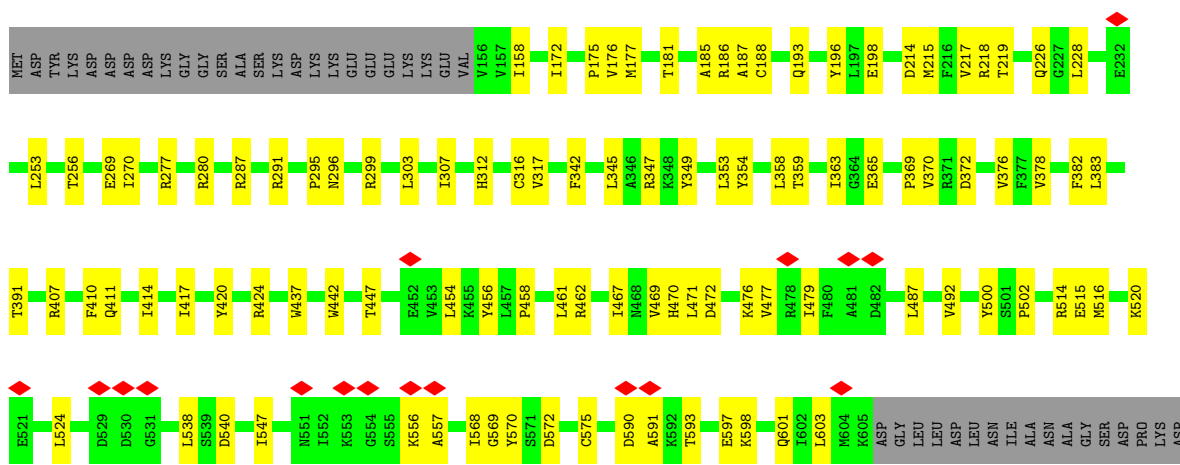 MET ASP TYR LYS ASP ASP ASP ASP LYS GLY GLY SER ALA SER LYS ASP LYS LYS GLU GLU GLU LYS LYS GLU VAL V156 V157 I158 I172 P175 V176 M177 T181 A185 R186 A187 C188 Q193 Y196 L197 E198 D214 M215 F216 V217 R218 T219 Q226 G227 L228 E232
L253 T256 E269 I270 R277 R280 R287 R291 P295 N296 R299 L303 I307 H312 C316 V317 F342 L345 A346 R347 K348 Y349 L353 Y354 L358 T359 I363 G364 E365 P369 V370 R371 D372 V376 F377 V378 F382 L383
T391 R407 F410 Q411 I414 I417 Y420 R424 W437 W442 T447 E452 V453 L454 K455 Y456 L457 P458 L461 R462 I467 N468 V469 H470 L471 D472 K476 V477 R478 I479 F480 A481 D482 L487 V492 Y500 S501 P502 R514 E515 M516 K520
E521 L524 D529 D530 G531 L538 S539 D540 I547 N551 I552 K553 G554 S555 K556 A557 I568 G569 Y570 S571 D572 C575 D590 A591 K592 T593 E597 K598 Q601 I602 L603 M604 K605 ASP GLY LEU LEU ASP LEU ASN ILE ALA ASN ALA GLY SER ASP PRO LYS ASP